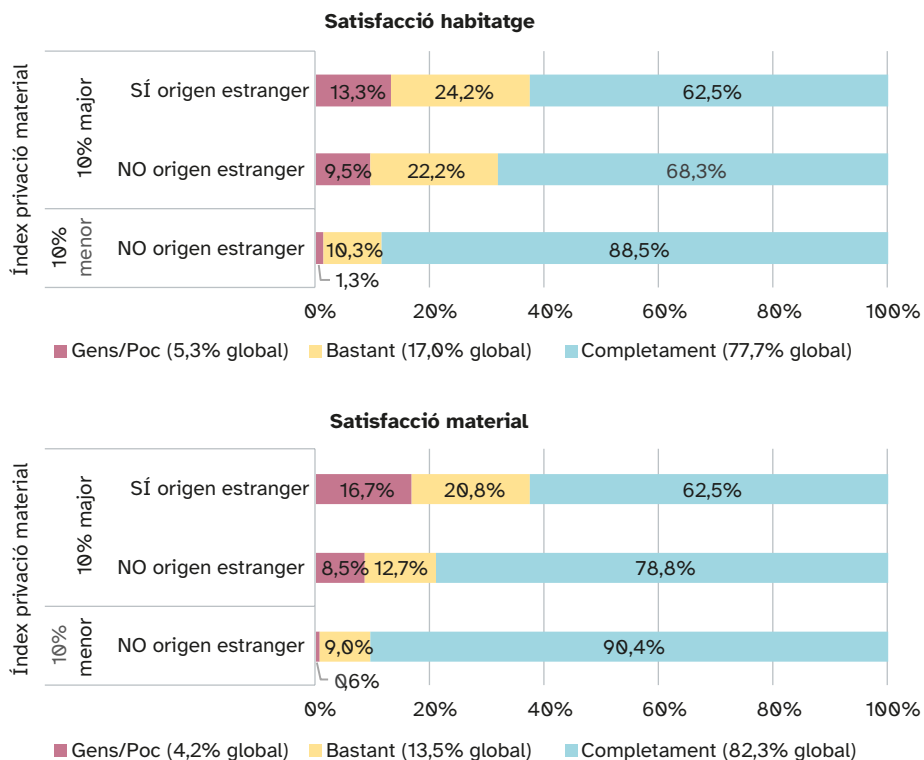 Satisfacció habitatge
Índex privació material
10% major
SÍ origen estranger
13,3% 24,2% 62,5%
NO origen estranger
9,5% 22,2% 68,3%
10% menor
NO origen estranger
10,3% 88,5%
1,3%
0% 20% 40% 60% 80% 100%
Gens/Poc (5,3% global) Bastant (17,0% global) Completament (77,7% global)
Satisfacció material
Índex privació material
10% major
SÍ origen estranger
16,7% 20,8% 62,5%
NO origen estranger
8,5% 12,7% 78,8%
10% menor
NO origen estranger
9,0% 90,4%
0,6%
0% 20% 40% 60% 80% 100%
Gens/Poc (4,2% global) Bastant (13,5% global) Completament (82,3% global)